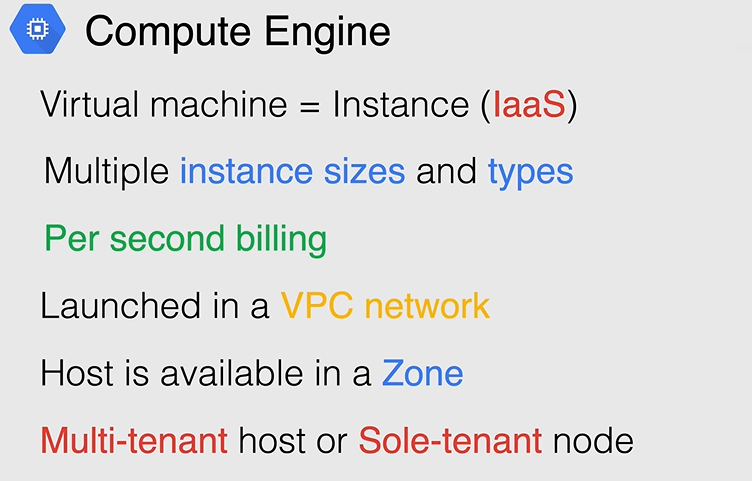 Compute Engine
Virtual machine = Instance (IaaS)
Multiple instance sizes and types
Per second billing
Launched in a VPC network
Host is available in a Zone
Multi-tenant host or Sole-tenant node